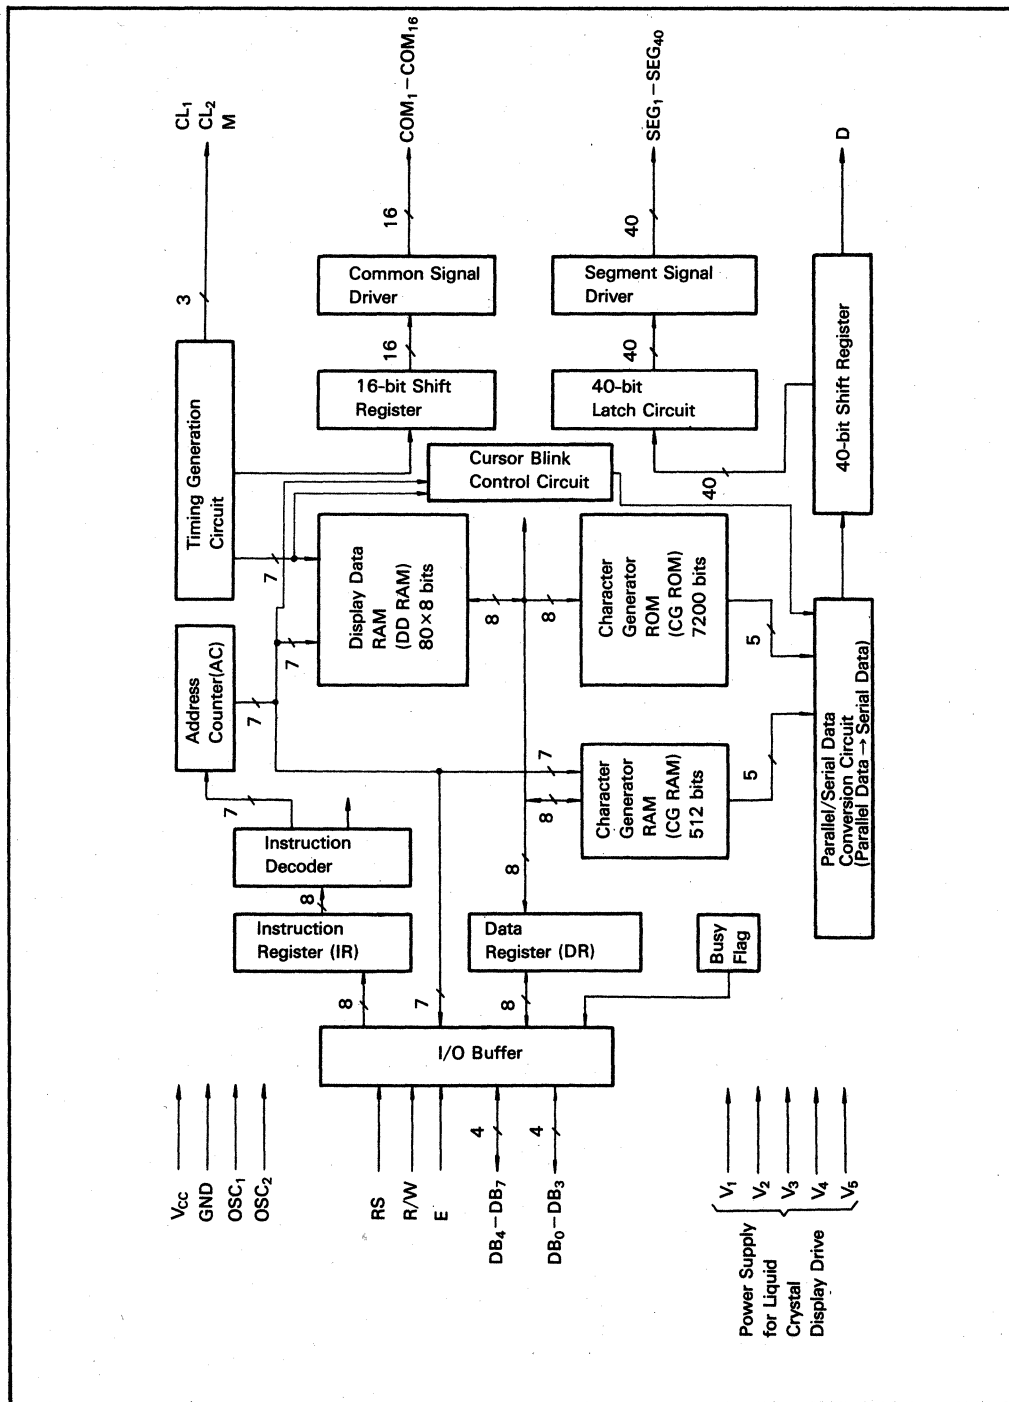 CL₁
CL₂
M
COM₁–COM₁₆
SEG₁–SEG₄₀
D
3
16
40
Timing Generation
Circuit
Common Signal
Driver
Segment Signal
Driver
40-bit Shift Register
16
40
16-bit Shift
Register
40-bit
Latch Circuit
40
Cursor Blink
Control Circuit
7
7
Display Data
RAM
(DD RAM)
80×8 bits
8
8
Character
Generator
ROM
(CG ROM)
7200 bits
5
Address
Counter(AC)
7
7
7
8
Character
Generator
RAM
(CG RAM)
512 bits
5
Parallel/Serial Data
Conversion Circuit
(Parallel Data → Serial Data)
Instruction
Decoder
8
8
Instruction
Register (IR)
Data
Register (DR)
Busy
Flag
8
7
8
I/O Buffer
4
4
V_CC
GND
OSC₁
OSC₂
RS
R/W
E
DB₄–DB₇
DB₀–DB₃
V₁
V₂
V₃
V₄
V₅
Power Supply
for Liquid
Crystal
Display Drive